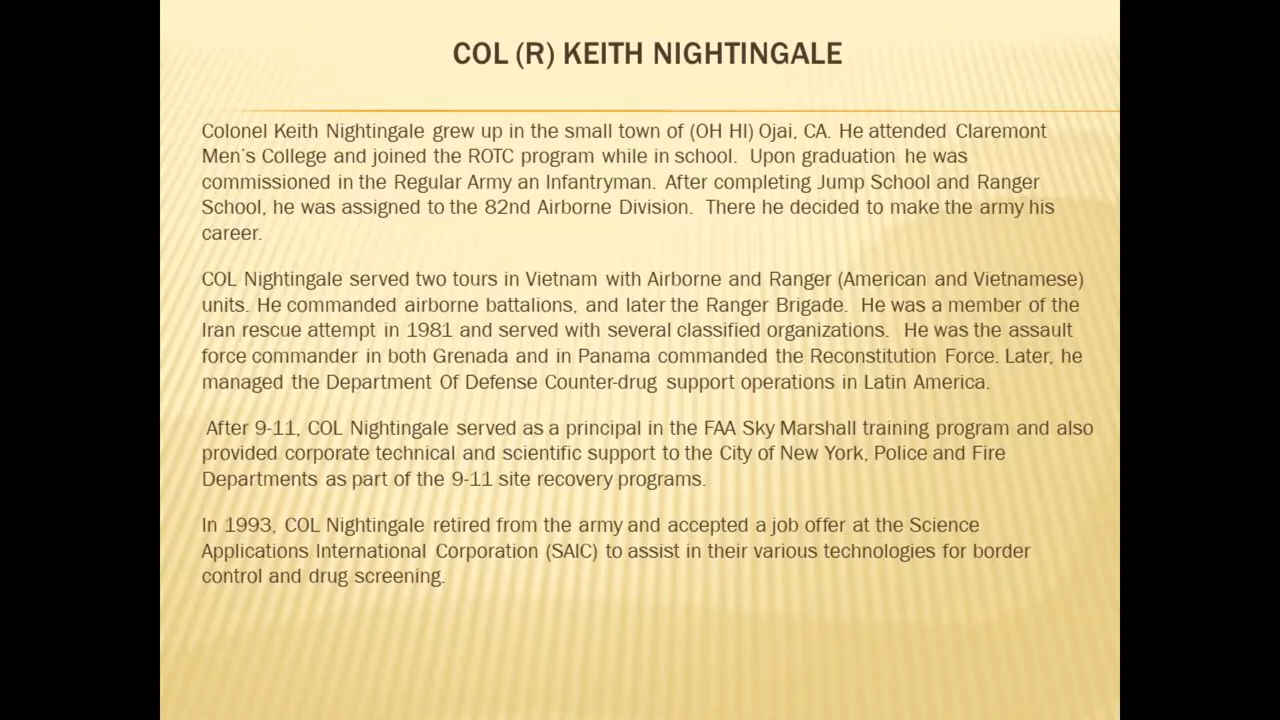 COL (R) KEITH NIGHTINGALE
Colonel Keith Nightingale grew up in the small town of (OH HI) Ojai, CA. He attended Claremont
Men's College and joined the ROTC program while in school. Upon graduation he was
commissioned in the Regular Army an Infantryman. After completing Jump School and Ranger
School, he was assigned to the 82nd Airborne Division. There he decided to make the army his
career.
COL Nightingale served two tours in Vietnam with Airborne and Ranger (American and Vietnamese)
units. He commanded airborne battalions, and later the Ranger Brigade. He was a member of the
Iran rescue attempt in 1981 and served with several classified organizations. He was the assault
force commander in both Grenada and in Panama commanded the Reconstitution Force. Later, he
managed the Department Of Defense Counter-drug support operations in Latin America.
After 9-11, COL Nightingale served as a principal in the FAA Sky Marshall training program and also
provided corporate technical and scientific support to the City of New York, Police and Fire
Departments as part of the 9-11 site recovery programs.
In 1993, COL Nightingale retired from the army and accepted a job offer at the Science
Applications International Corporation (SAIC) to assist in their various technologies for border
control and drug screening.